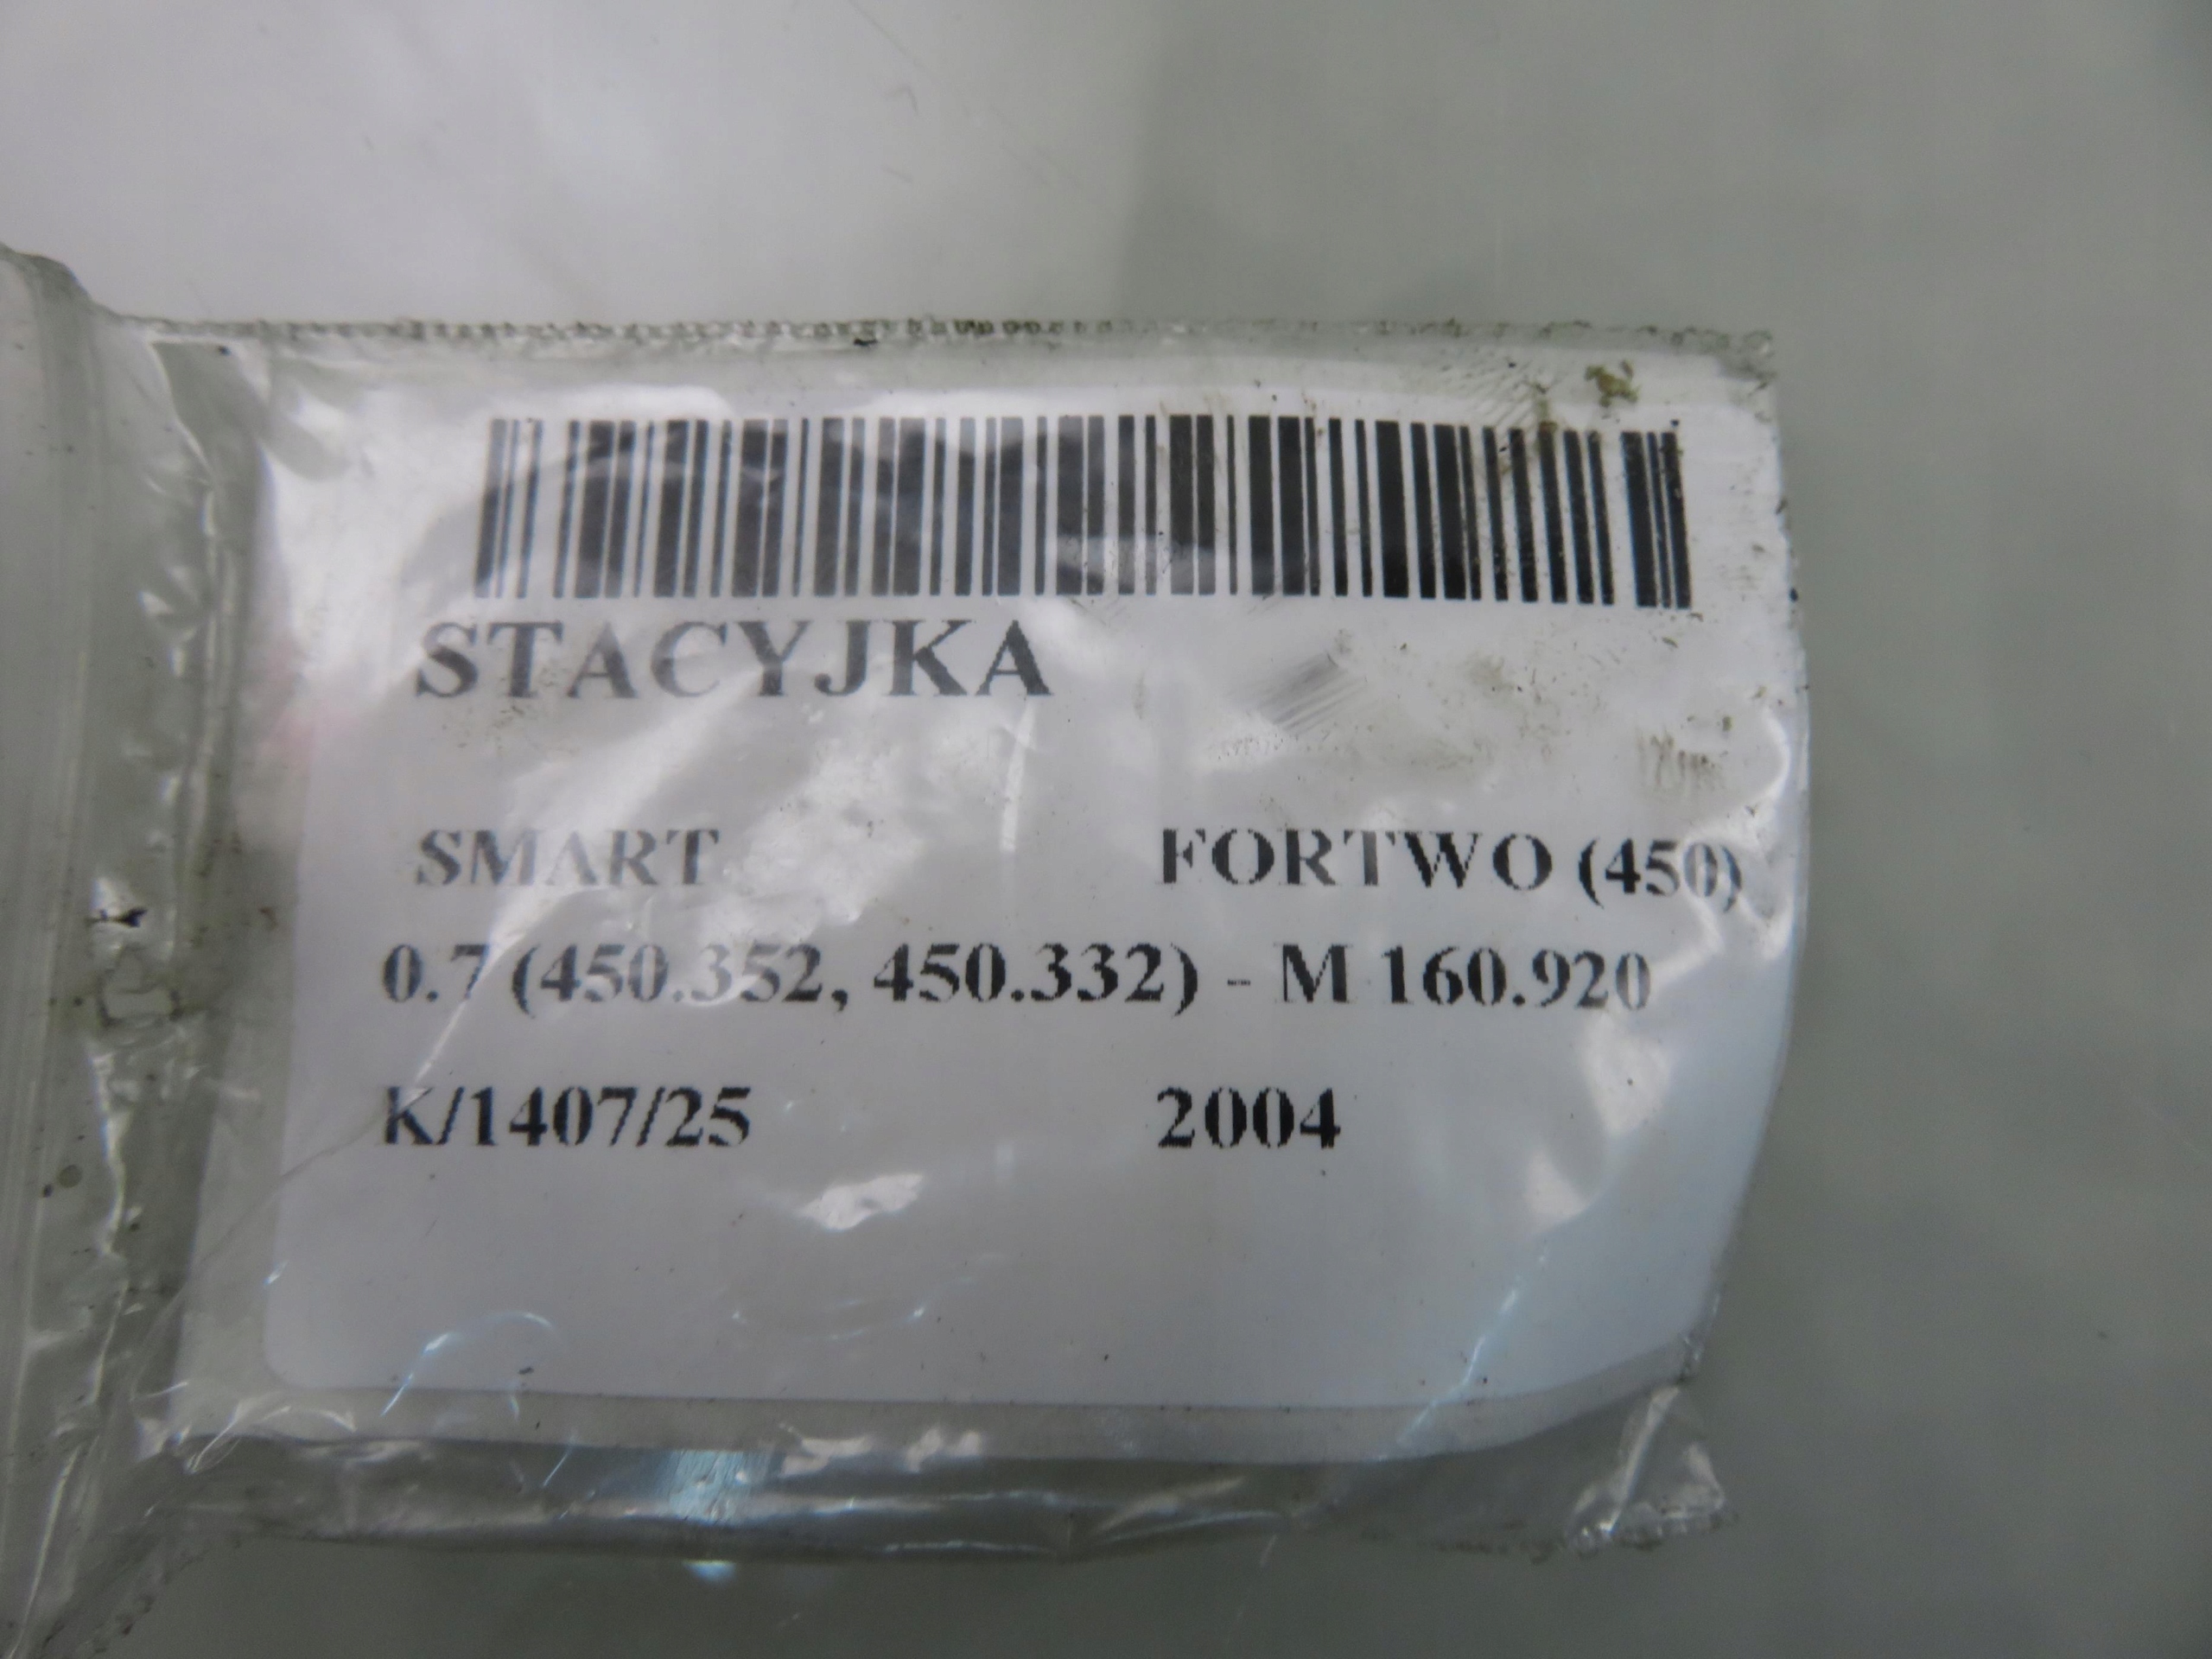 STACYJKA
SMART FORTWO (450)
0.7 (450.352, 450.332) - M 160.920
K/1407/25 2004